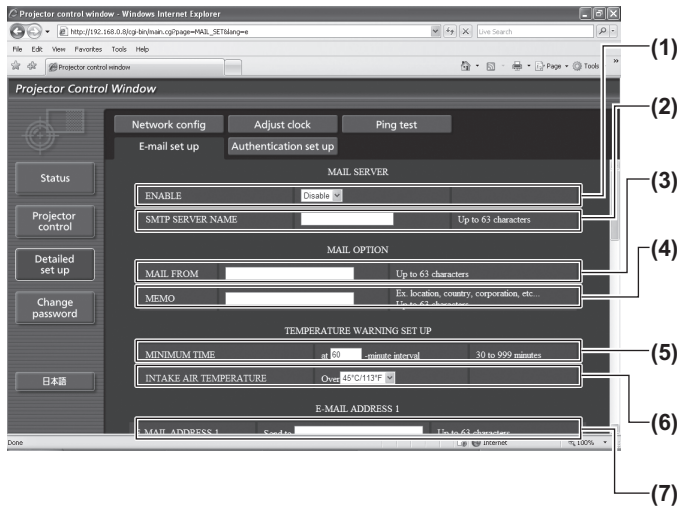 Projector control window - Windows Internet Explorer
http://192.168.0.8/cgi-bin/main.cgi?page=MAIL_SET&lang=e
Live Search
File Edit View Favorites Tools Help
Projector control window
Page Tools
Projector Control Window
Network config Adjust clock Ping test
E-mail set up Authentication set up
MAIL SERVER
ENABLE Disable
SMTP SERVER NAME Up to 63 characters
MAIL OPTION
MAIL FROM Up to 63 characters
MEMO Ex. location, country, corporation, etc...
Up to 63 characters
TEMPERATURE WARNING SET UP
MINIMUM TIME at 60 -minute interval 30 to 999 minutes
INTAKE AIR TEMPERATURE Over 45°C/113°F
E-MAIL ADDRESS 1
E-MAIL ADDRESS 1 Send to Up to 63 characters
Status
Projector
control
Detailed
set up
Change
password
日本語
Done Internet 100%
(1)
(2)
(3)
(4)
(5)
(6)
(7)